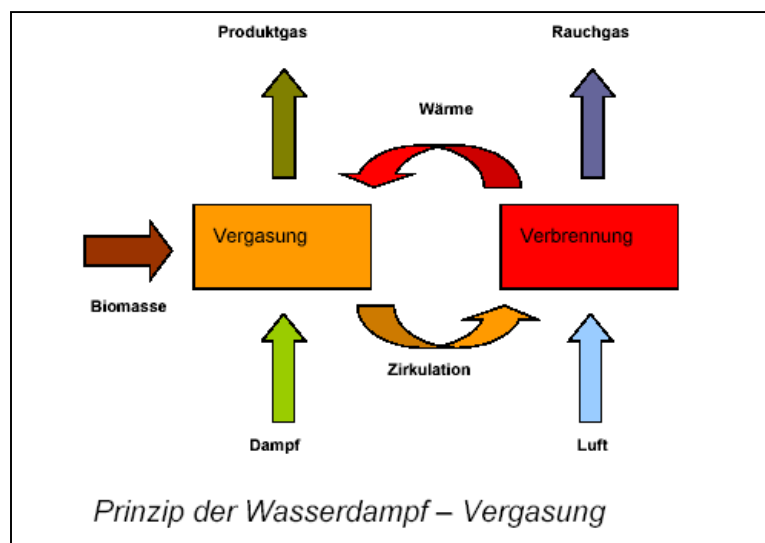 Produktgas
Rauchgas
Wärme
Vergasung
Verbrennung
Biomasse
Zirkulation
Dampf
Luft
Prinzip der Wasserdampf – Vergasung